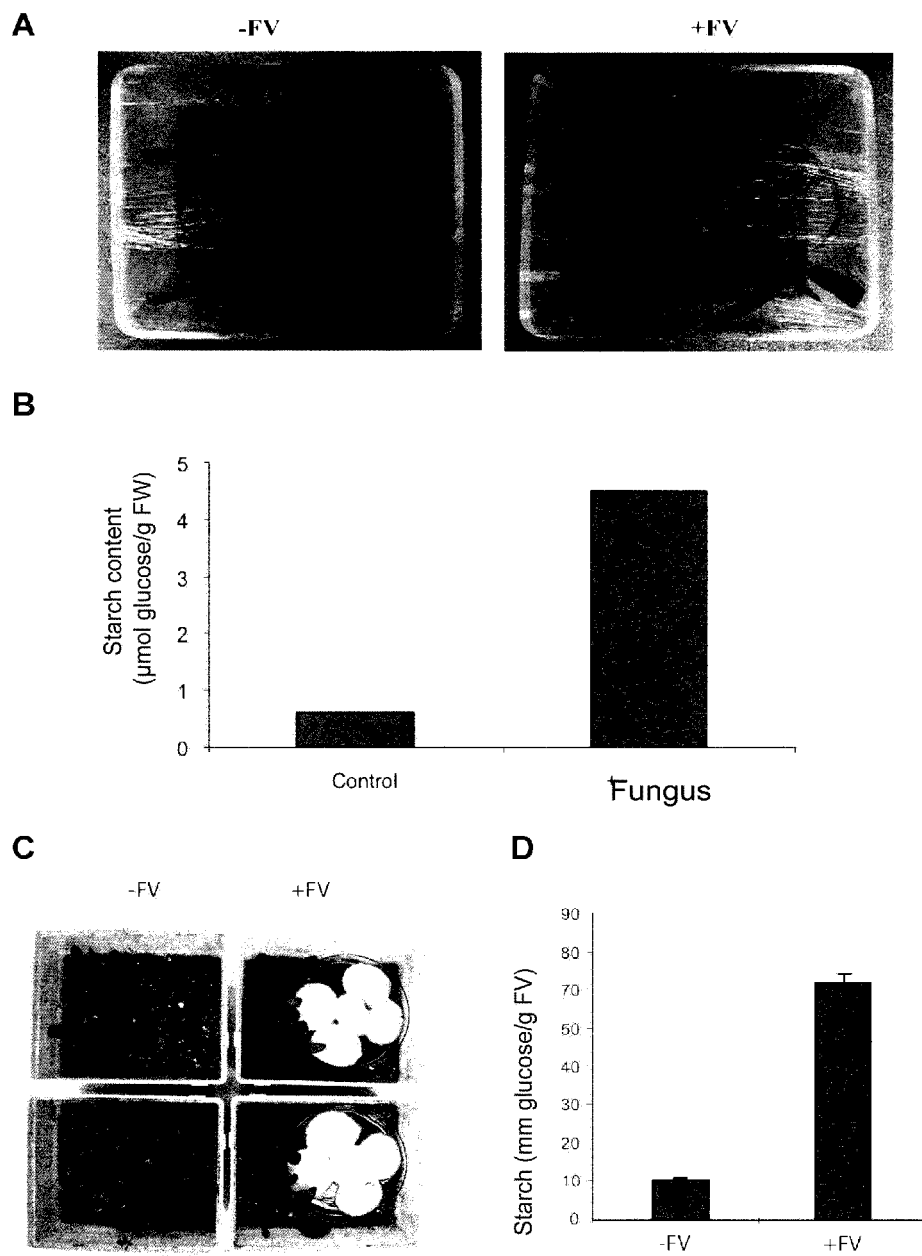 A
-FV
+FV
B
Starch content
(µmol glucose/g FW)
5
4
3
2
1
0
Control
+Fungus
C
-FV
+FV
D
Starch (mm glucose/g FV)
90
80
70
50
60
30
20
10
0
-FV
+FV